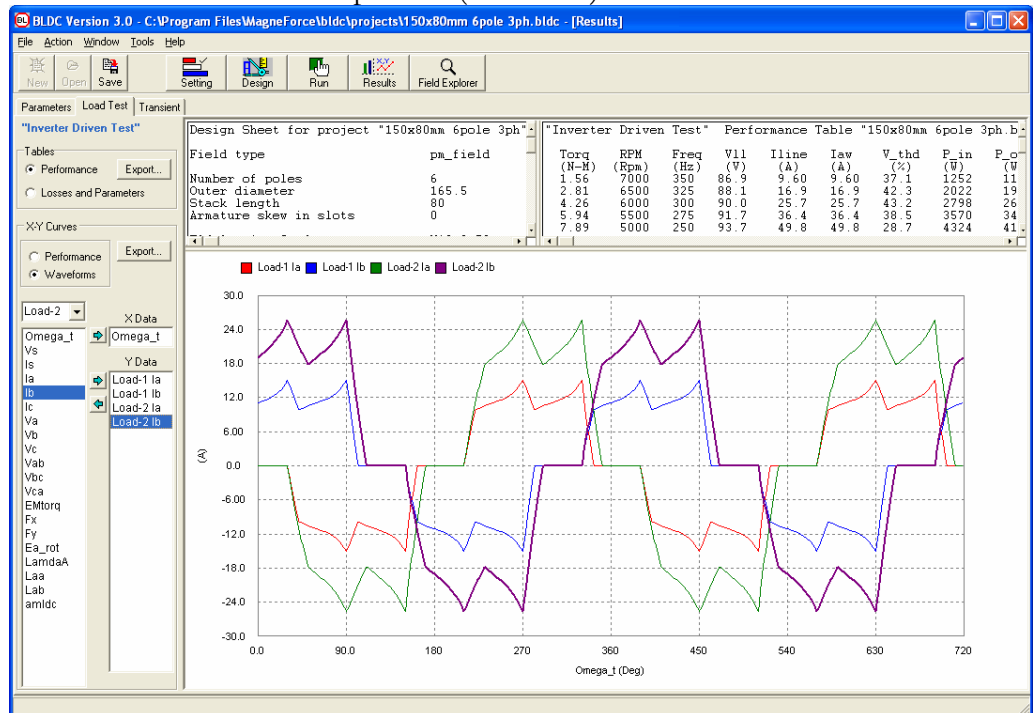 BLDC Version 3.0 - C:\Program Files\MagneForce\bldc\projects\150x80mm 6pole 3ph.bldc - [Results]
File Action Window Tools Help
New Open Save Setting Design Run Results Field Explorer
Parameters Load Test Transient
"Inverter Driven Test"
Tables
Performance Export...
Losses and Parameters
X-Y Curves
Performance Export...
Waveforms
Load-2
X Data
Omega_t
Y Data
Load-1 Ia
Load-1 Ib
Load-2 Ia
Load-2 Ib
Omega_t
Vs
Is
Ia
Ib
Ic
Va
Vb
Vc
Vab
Vbc
Vca
EMtorq
Fx
Fy
Ea_rot
LamdaA
Laa
Lab
amIdc
Design Sheet for project "150x80mm 6pole 3ph"
Field type pm_field
Number of poles 6
Outer diameter 165.5
Stack length 80
Armature skew in slots 0
"Inverter Driven Test" Performance Table "150x80mm 6pole 3ph.b
Torq RPM Freq Vll Iline Iaw V_thd P_in P_o
(N-M) (Rpm) (Hz) (V) (A) (A) (%) (W) (W
1.56 7000 350 86.9 9.60 9.60 37.1 1252 11
2.81 6500 325 88.1 16.9 16.9 42.3 2022 19
4.26 6000 300 90.0 25.7 25.7 43.2 2798 26
5.94 5500 275 91.7 36.4 36.4 38.5 3570 34
7.89 5000 250 93.7 49.8 49.8 28.7 4324 41
Load-1 Ia Load-1 Ib Load-2 Ia Load-2 Ib
30.0
24.0
18.0
12.0
6.00
0.0
-6.00
-12.0
-18.0
-24.0
-30.0
(A)
0.0 90.0 180 270 360 450 540 630 720
Omega_t (Deg)